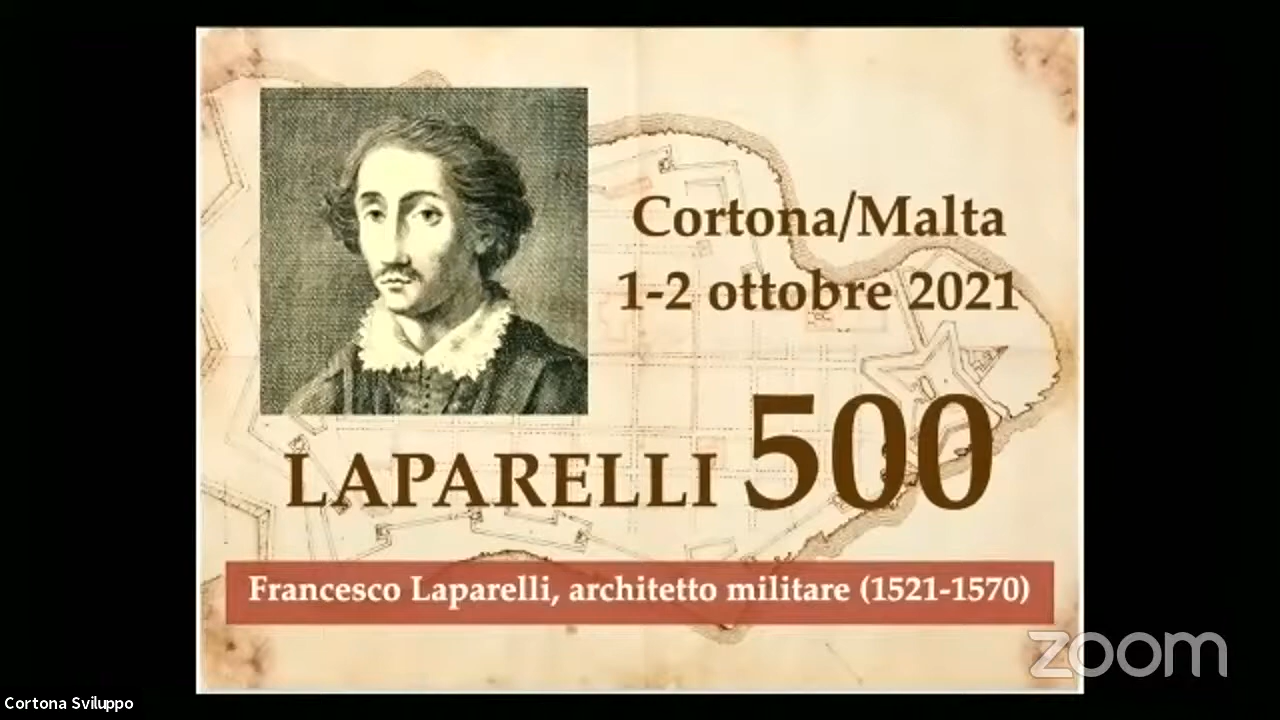 Cortona/Malta
1-2 ottobre 2021
LAPARELLI 500
Francesco Laparelli, architetto militare (1521-1570)
zoom
Cortona Sviluppo